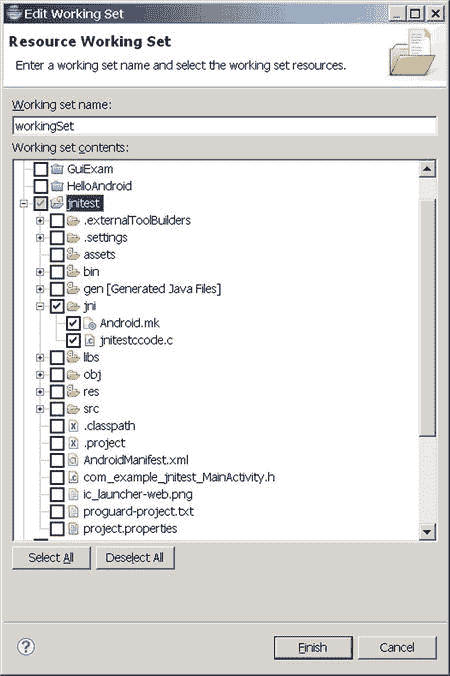 Edit Working Set
Resource Working Set
Enter a working set name and select the working set resources.
Working set name:
workingSet
Working set contents:
GuiExam
HelloAndroid
jnitest
.externalToolBuilders
.settings
assets
bin
gen [Generated Java Files]
jni
Android.mk
jnitestccode.c
libs
obj
res
src
.classpath
.project
AndroidManifest.xml
com_example_jnitest_MainActivity.h
ic_launcher-web.png
proguard-project.txt
project.properties
Select All Deselect All
Finish Cancel